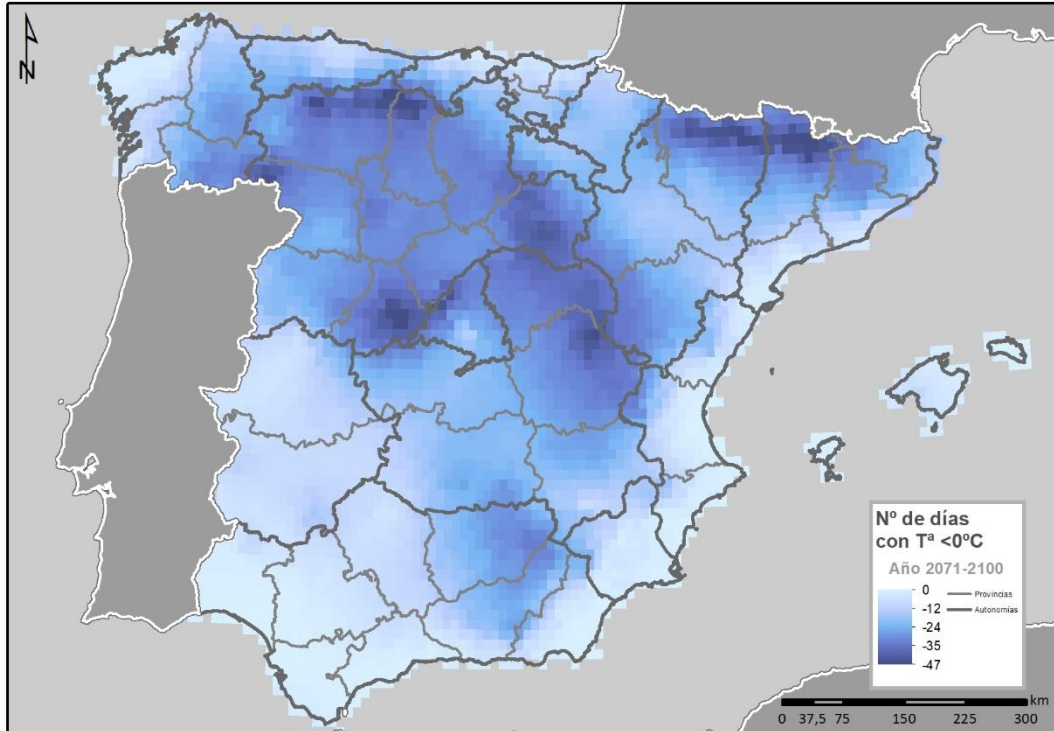 N
Nº de días
con Tª <0ºC
Año 2071-2100
0
-12
-24
-35
-47
Provincias
Autonomías
km
0 37,5 75 150 225 300